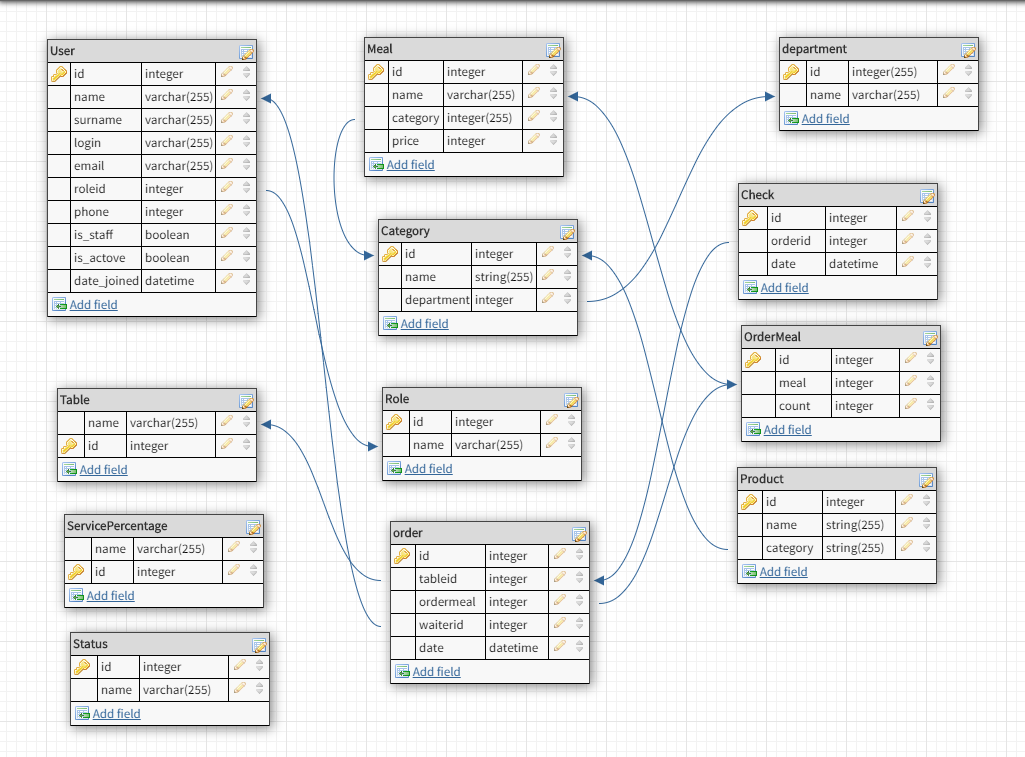 User
id integer
name varchar(255)
surname varchar(255)
login varchar(255)
email varchar(255)
roleid integer
phone integer
is_staff boolean
is_actove boolean
date_joined datetime
Add field
Meal
id integer
name varchar(255)
category integer(255)
price integer
Add field
department
id integer(255)
name varchar(255)
Add field
Category
id integer
name string(255)
department integer
Add field
Check
id integer
orderid integer
date datetime
Add field
OrderMeal
id integer
meal integer
count integer
Add field
Table
name varchar(255)
id integer
Add field
Role
id integer
name varchar(255)
Add field
Product
id integer
name string(255)
category string(255)
Add field
ServicePercentage
name varchar(255)
id integer
Add field
order
id integer
tableid integer
ordermeal integer
waiterid integer
date datetime
Add field
Status
id integer
name varchar(255)
Add field